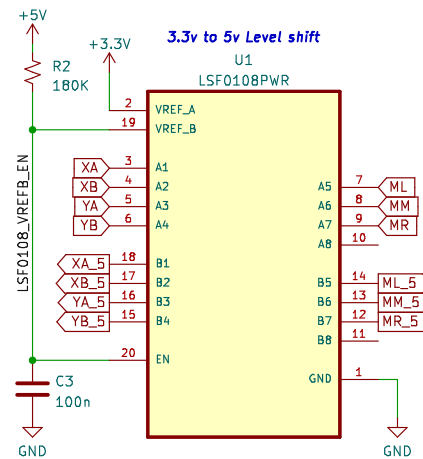 +5V
3.3v to 5v Level shift
+3.3V
U1
LSF0108PWR
R2
180K
2 VREF_A
19 VREF_B
LSF0108_VREFB_EN
XA 3 A1
XB 4 A2
YA 5 A3
YB 6 A4
A5 7 ML
A6 8 MM
A7 9 MR
A8 10
XA_5 18 B1
XB_5 17 B2
YA_5 16 B3
YB_5 15 B4
B5 14 ML_5
B6 13 MM_5
B7 12 MR_5
B8 11
20 EN
GND 1
C3
100n
GND
GND